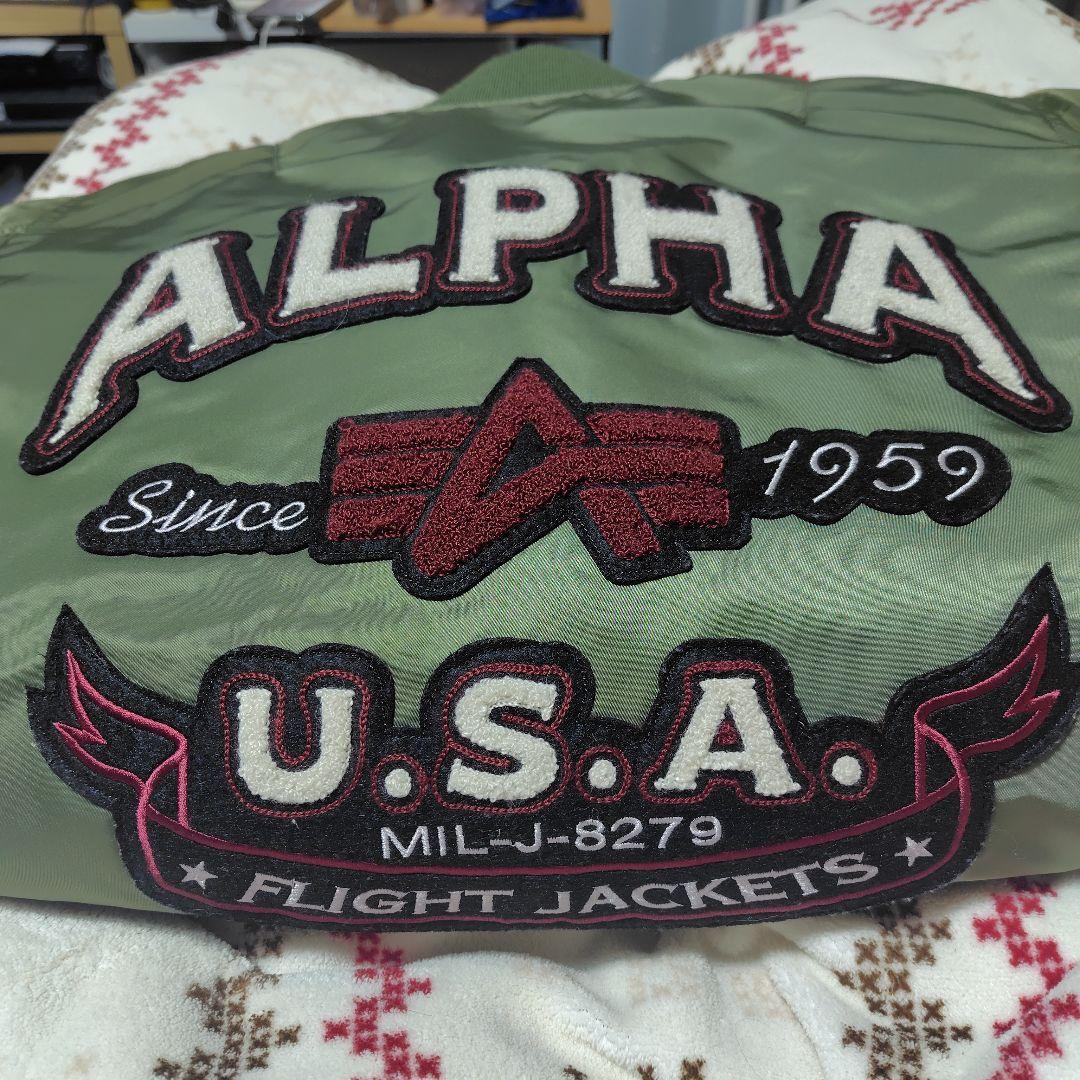 ALPHA
Since 1959
U.S.A.
MIL-J-8279
★ FLIGHT JACKETS ★